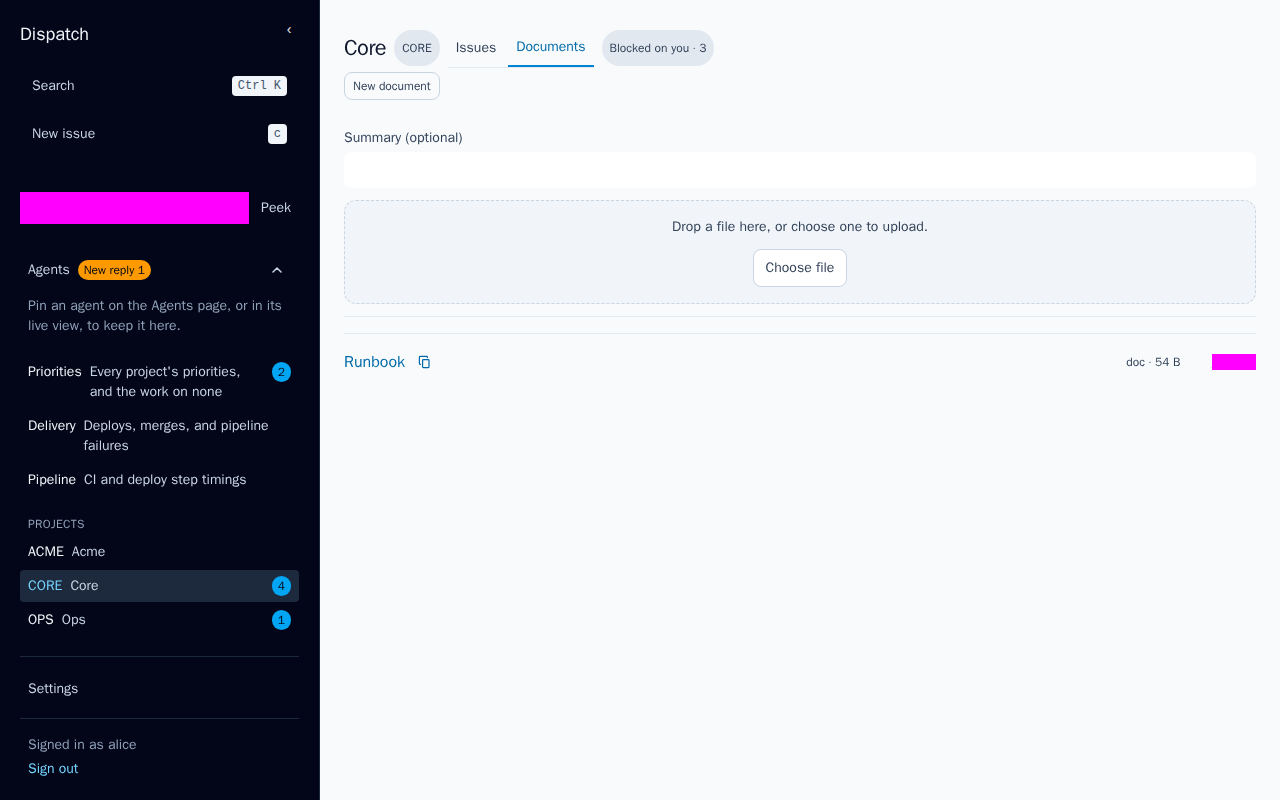 Dispatch
Search
Ctrl K
New issue
c
Peek
Agents
New reply 1
Pin an agent on the Agents page, or in its
live view, to keep it here.
Priorities
Every project's priorities,
and the work on none
2
Delivery
Deploys, merges, and pipeline
failures
Pipeline
CI and deploy step timings
PROJECTS
ACME Acme
CORE Core 4
OPS Ops 1
Settings
Signed in as alice
Sign out
Core
CORE
Issues
Documents
Blocked on you · 3
New document
Summary (optional)
Drop a file here, or choose one to upload.
Choose file
Runbook
doc · 54 B